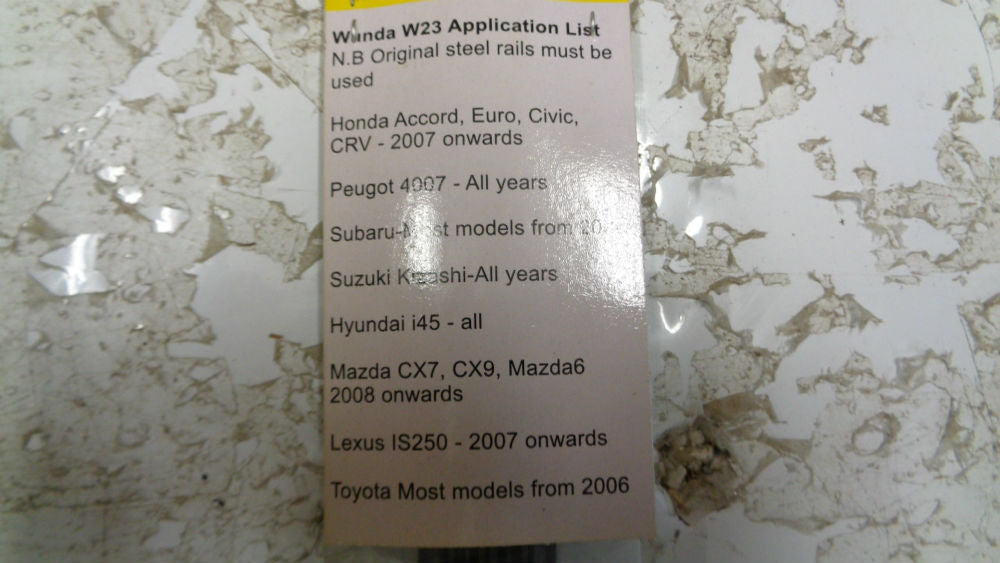 Wunda W23 Application List
N.B Original steel rails must be
used
Honda Accord, Euro, Civic,
CRV - 2007 onwards
Peugot 4007 - All years
Subaru-Most models from
Suzuki Kizashi-All years
Hyundai i45 - all
Mazda CX7, CX9, Mazda6
2008 onwards
Lexus IS250 - 2007 onwards
Toyota Most models from 2006